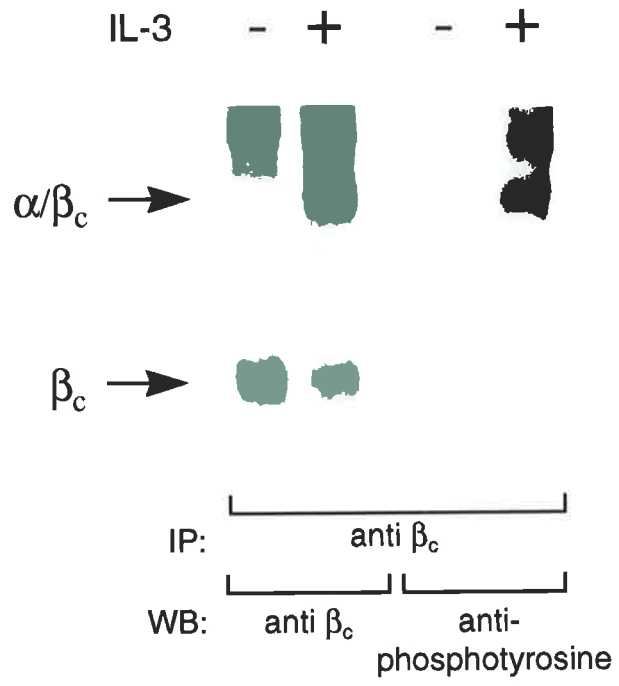 IL-3 - + - +
α/βc
βc
IP: anti βc
WB: anti βc anti-
phosphotyrosine